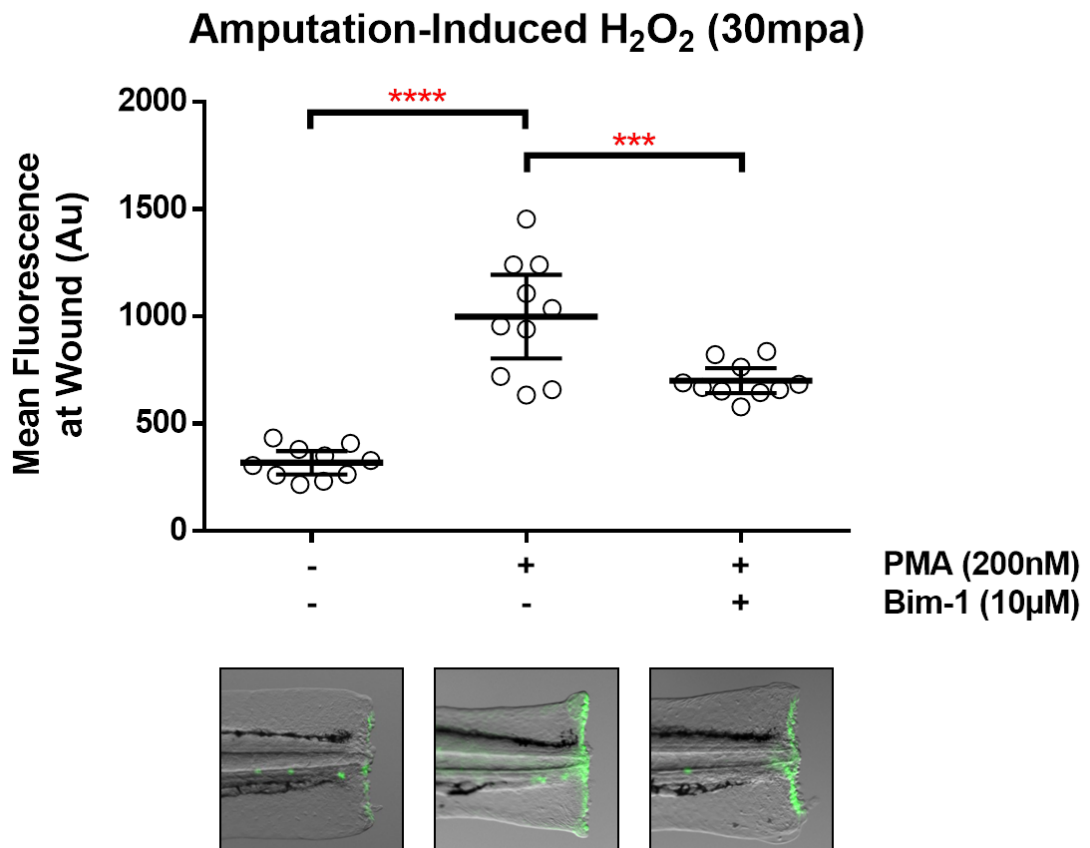 Amputation-Induced H₂O₂ (30mpa)
2000
1500
1000
500
0
Mean Fluorescence
at Wound (Au)
****
***
- + + PMA (200nM)
- - + Bim-1 (10µM)